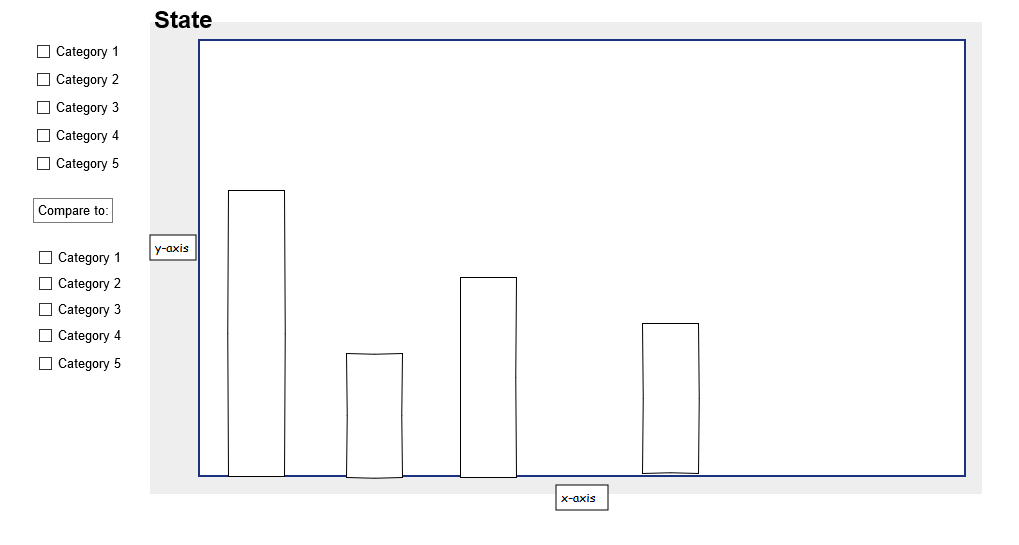 State
Category 1
Category 2
Category 3
Category 4
Category 5
Compare to:
y-axis
Category 1
Category 2
Category 3
Category 4
Category 5
x-axis